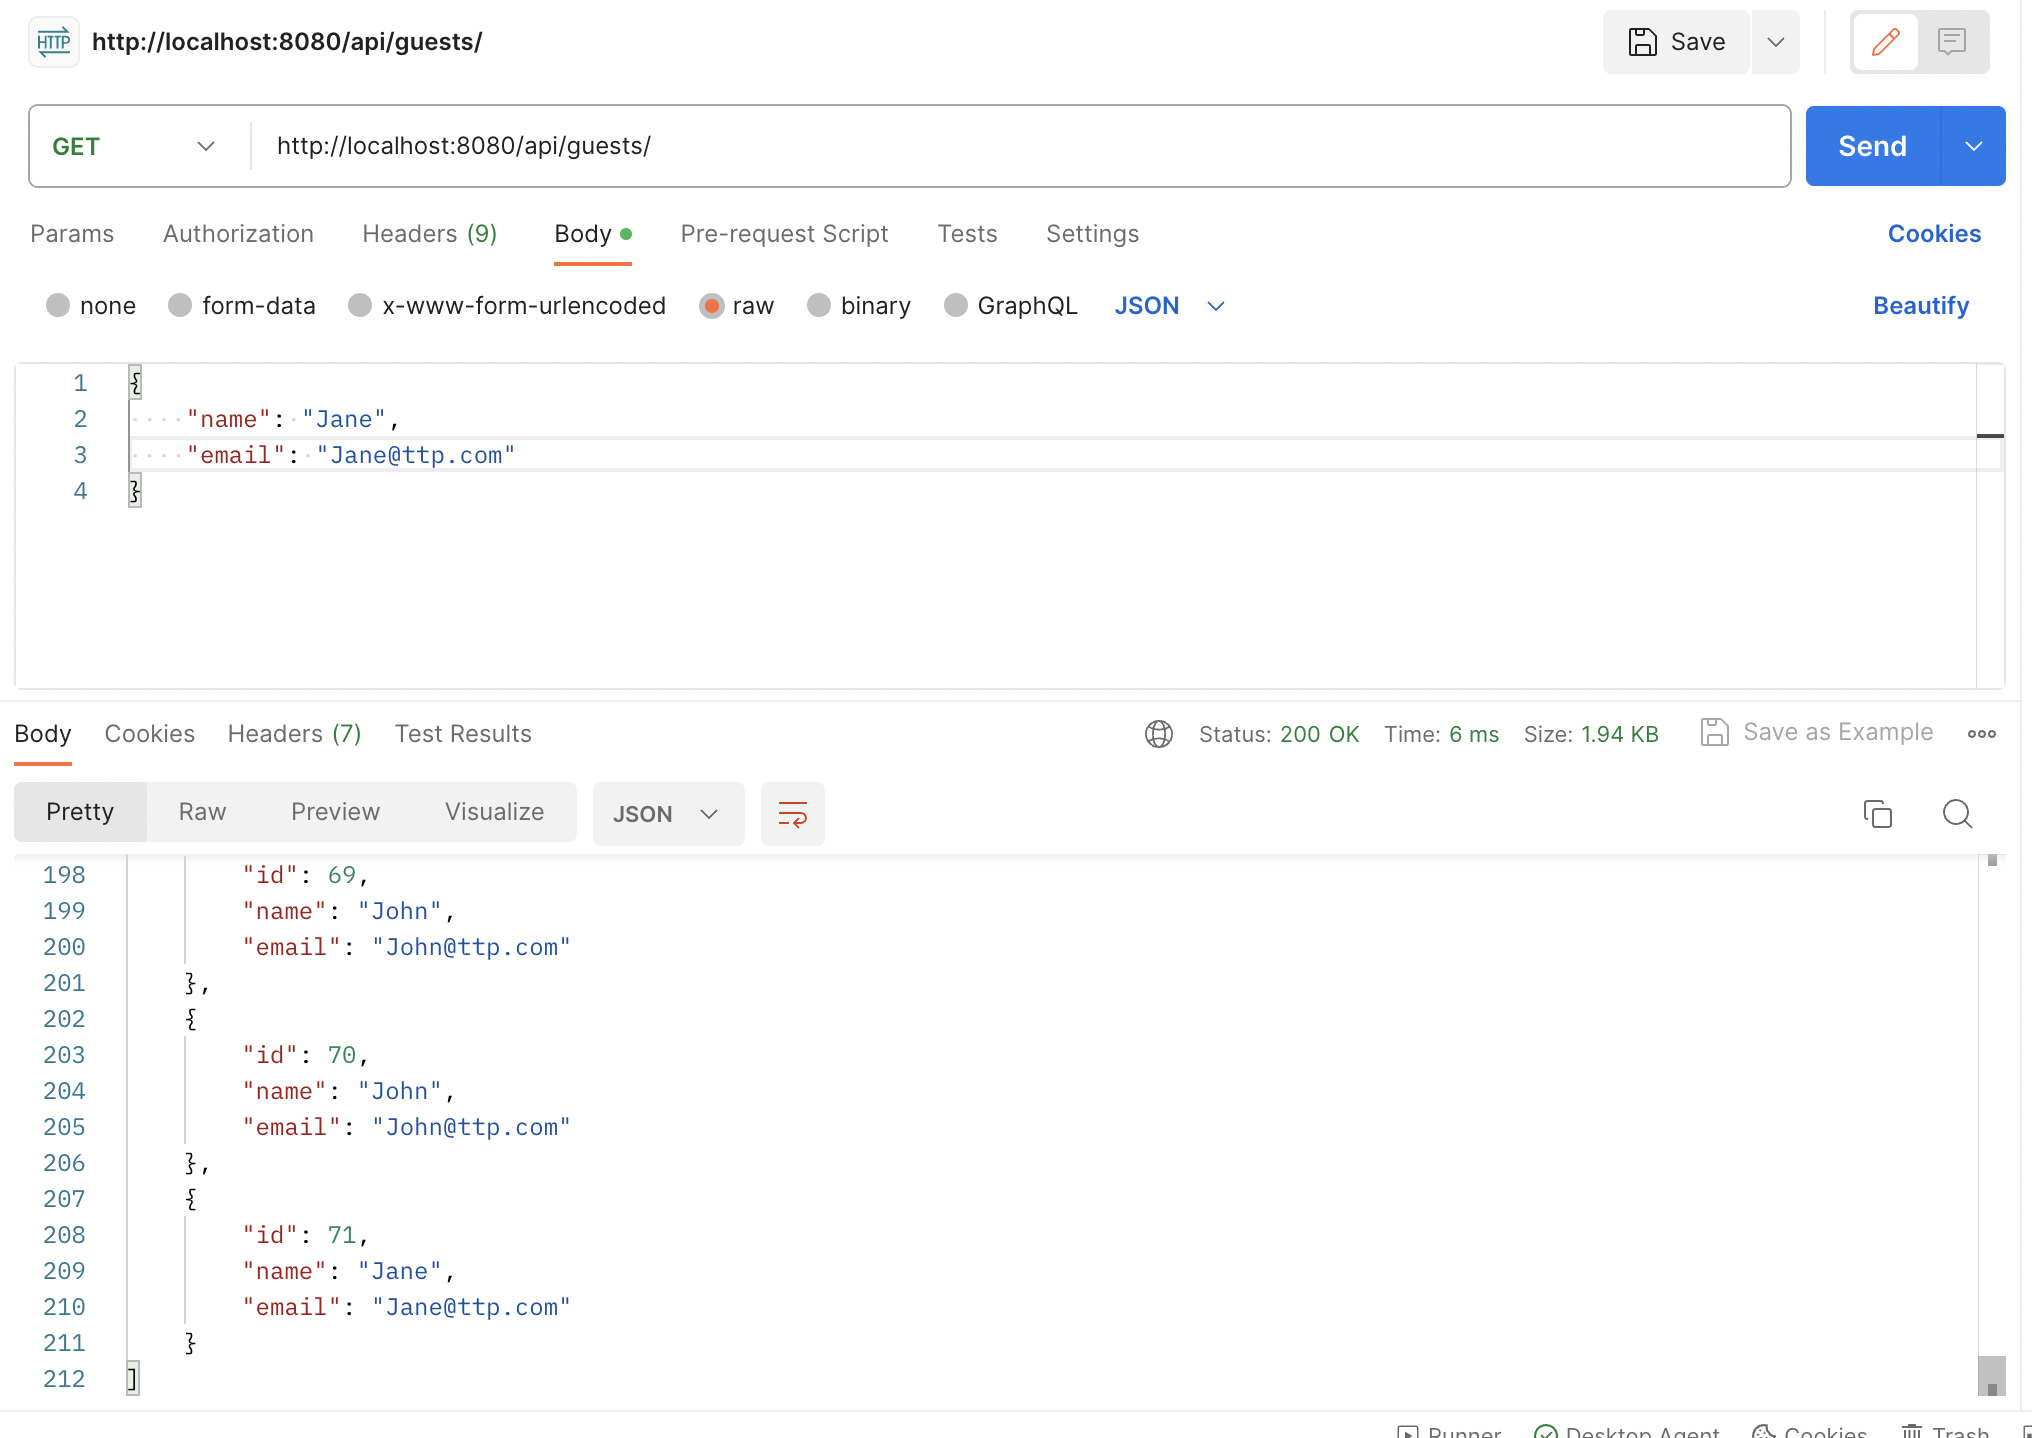 HTTP http://localhost:8080/api/guests/ Save
GET http://localhost:8080/api/guests/ Send
Params Authorization Headers (9) Body Pre-request Script Tests Settings Cookies
none form-data x-www-form-urlencoded raw binary GraphQL JSON Beautify
1 {
2 "name": "Jane",
3 "email": "Jane@ttp.com"
4 }
Body Cookies Headers (7) Test Results Status: 200 OK Time: 6 ms Size: 1.94 KB Save as Example
Pretty Raw Preview Visualize JSON
198 "id": 69,
199 "name": "John",
200 "email": "John@ttp.com"
201 },
202 {
203 "id": 70,
204 "name": "John",
205 "email": "John@ttp.com"
206 },
207 {
208 "id": 71,
209 "name": "Jane",
210 "email": "Jane@ttp.com"
211 }
212 ]
Runner Desktop Agent Cookies Trash